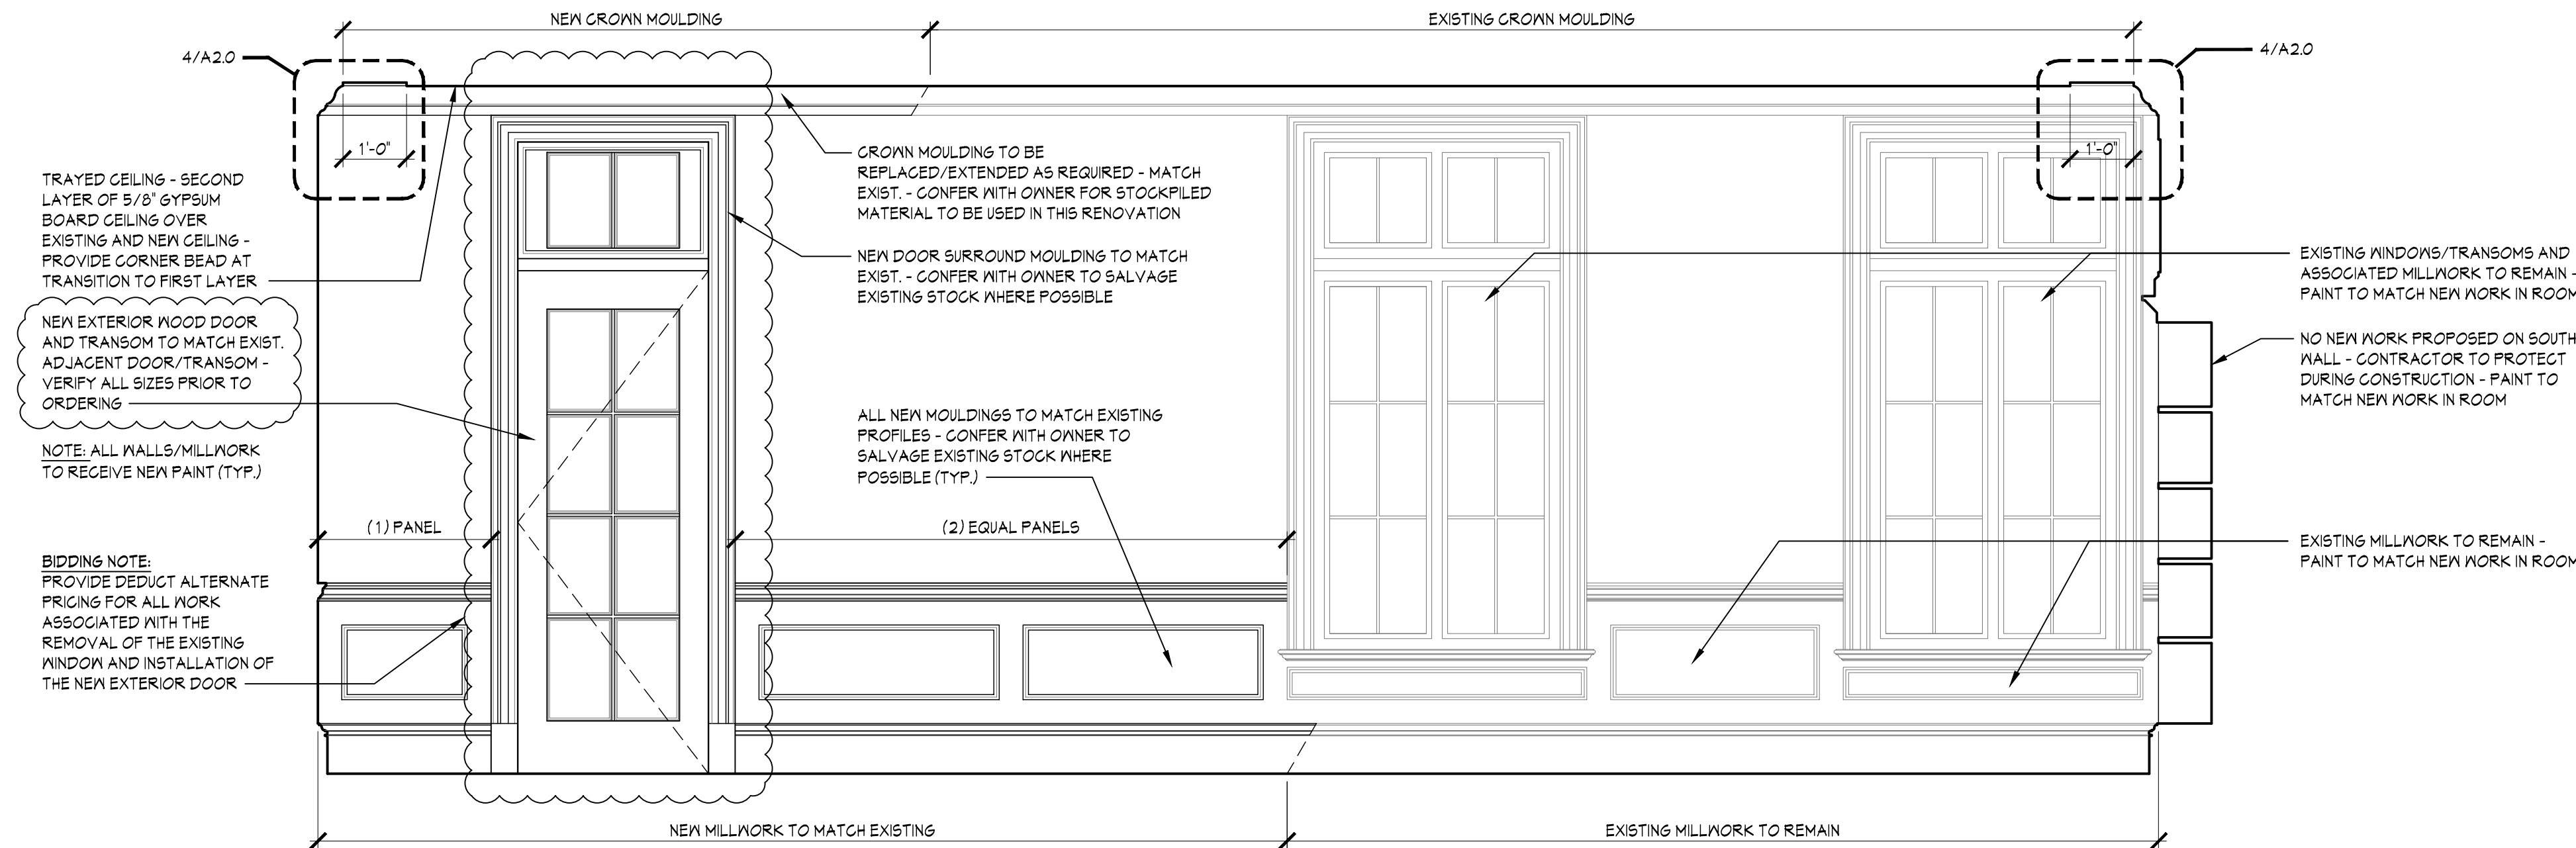 NEW CROWN MOULDING
EXISTING CROWN MOULDING
4/A2.0
4/A2.0
1'-0"
1'-0"
TRAYED CEILING - SECOND
LAYER OF 5/8" GYPSUM
BOARD CEILING OVER
EXISTING AND NEW CEILING -
PROVIDE CORNER BEAD AT
TRANSITION TO FIRST LAYER
NEW EXTERIOR WOOD DOOR
AND TRANSOM TO MATCH EXIST.
ADJACENT DOOR/TRANSOM -
VERIFY ALL SIZES PRIOR TO
ORDERING
NOTE: ALL WALLS/MILLWORK
TO RECEIVE NEW PAINT (TYP.)
BIDDING NOTE:
PROVIDE DEDUCT ALTERNATE
PRICING FOR ALL WORK
ASSOCIATED WITH THE
REMOVAL OF THE EXISTING
WINDOW AND INSTALLATION OF
THE NEW EXTERIOR DOOR
CROWN MOULDING TO BE
REPLACED/EXTENDED AS REQUIRED - MATCH
EXIST. - CONFER WITH OWNER FOR STOCKPILED
MATERIAL TO BE USED IN THIS RENOVATION
NEW DOOR SURROUND MOULDING TO MATCH
EXIST. - CONFER WITH OWNER TO SALVAGE
EXISTING STOCK WHERE POSSIBLE
ALL NEW MOULDINGS TO MATCH EXISTING
PROFILES - CONFER WITH OWNER TO
SALVAGE EXISTING STOCK WHERE
POSSIBLE (TYP.)
(1) PANEL
(2) EQUAL PANELS
EXISTING WINDOWS/TRANSOMS AND
ASSOCIATED MILLWORK TO REMAIN -
PAINT TO MATCH NEW WORK IN ROOM
NO NEW WORK PROPOSED ON SOUTH
WALL - CONTRACTOR TO PROTECT
DURING CONSTRUCTION - PAINT TO
MATCH NEW WORK IN ROOM
EXISTING MILLWORK TO REMAIN -
PAINT TO MATCH NEW WORK IN ROOM
NEW MILLWORK TO MATCH EXISTING
EXISTING MILLWORK TO REMAIN